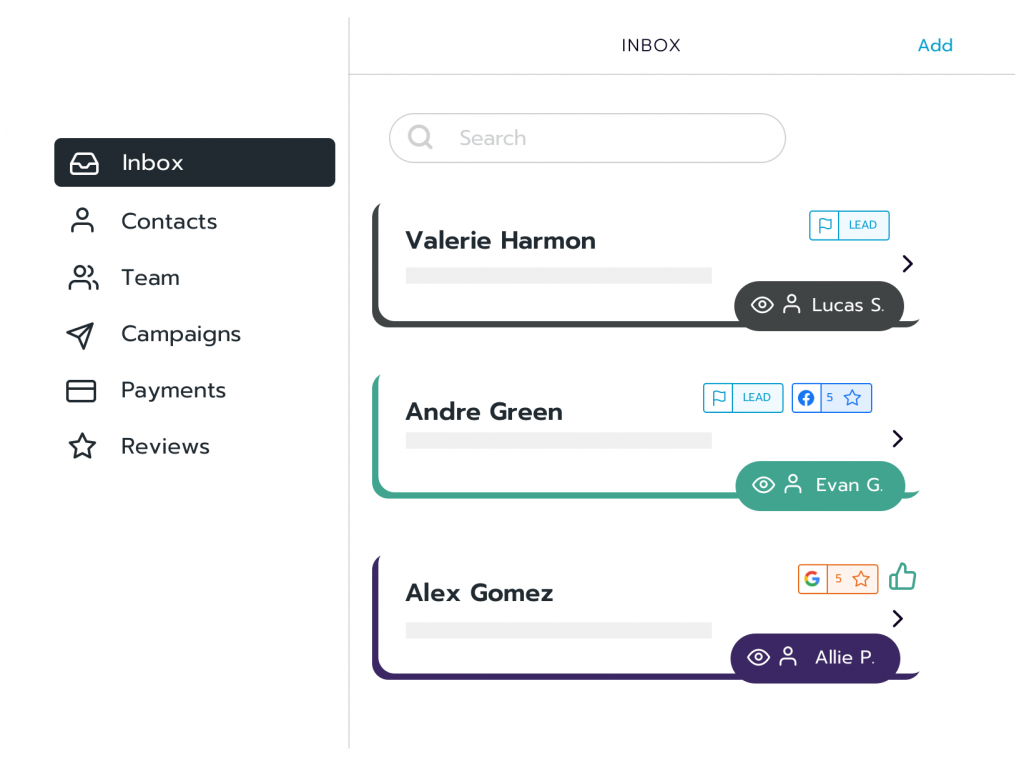 INBOX
Add
Search
Inbox
Contacts
Team
Campaigns
Payments
Reviews
Valerie Harmon
LEAD
Lucas S.
Andre Green
LEAD
5
Evan G.
Alex Gomez
G 5
Allie P.